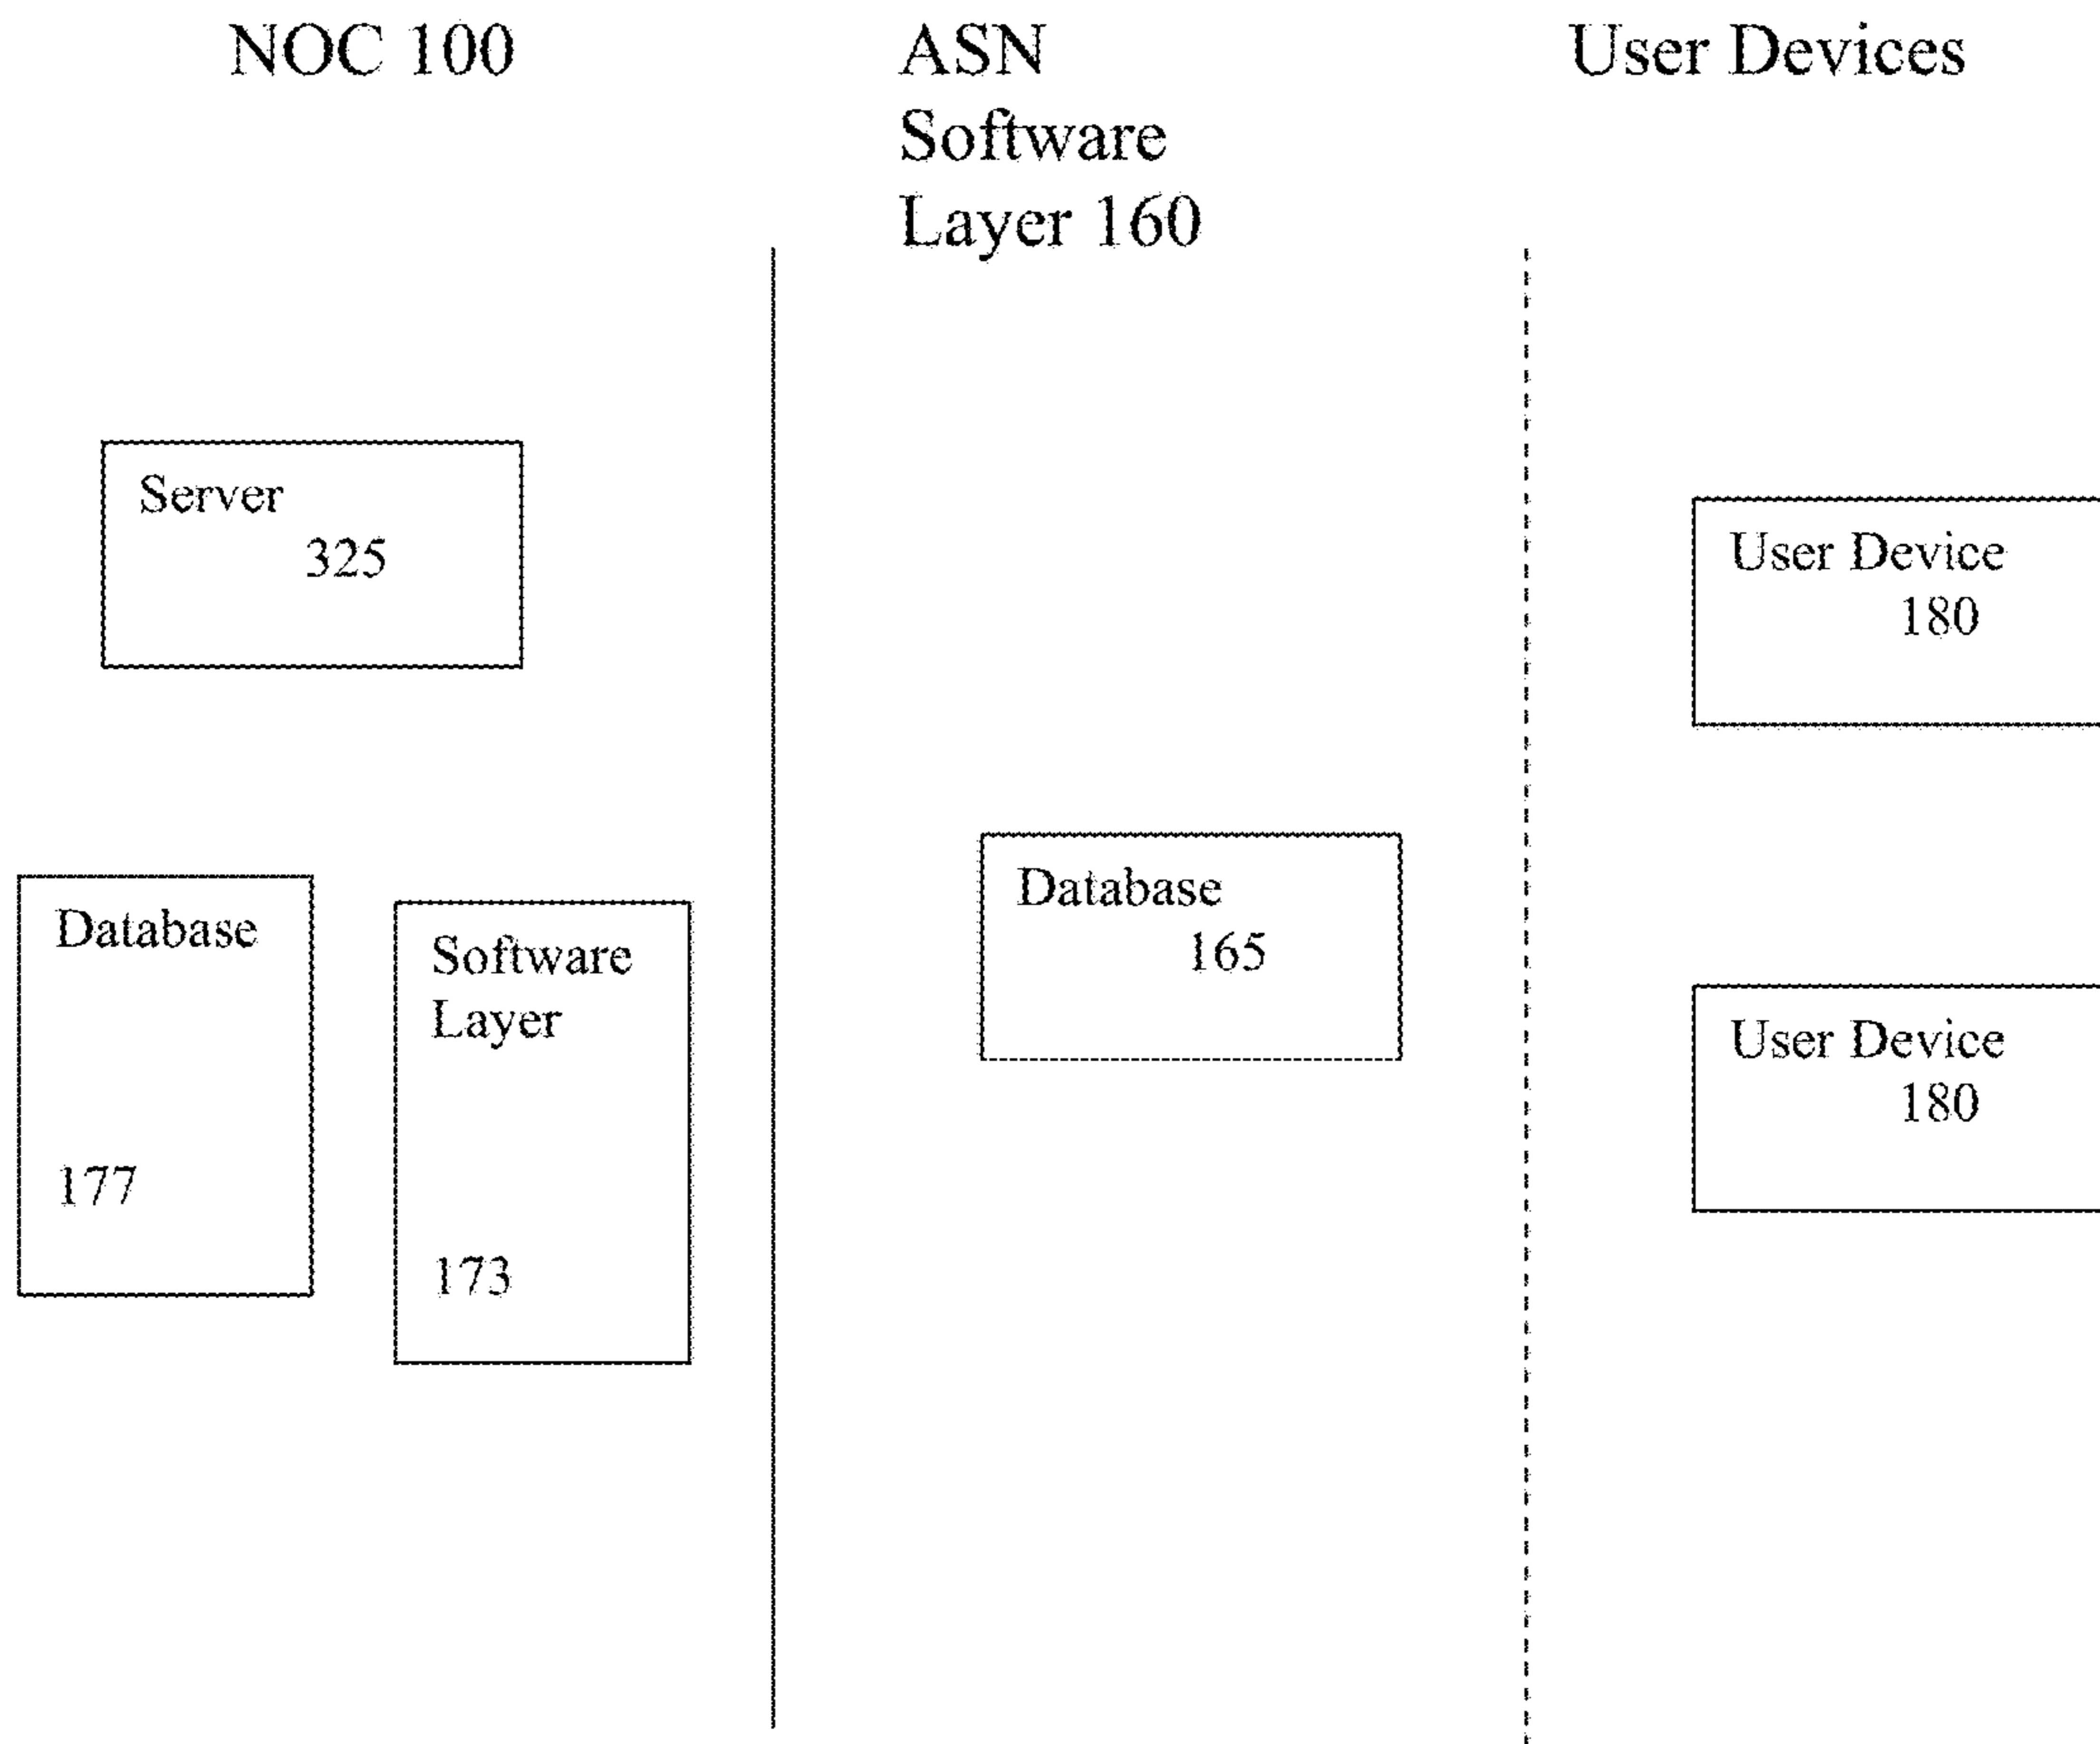 NOC 100
ASN
Software
Layer 160
User Devices
Server
325
Database
177
Software
Layer
173
Database
165
User Device
180
User Device
180